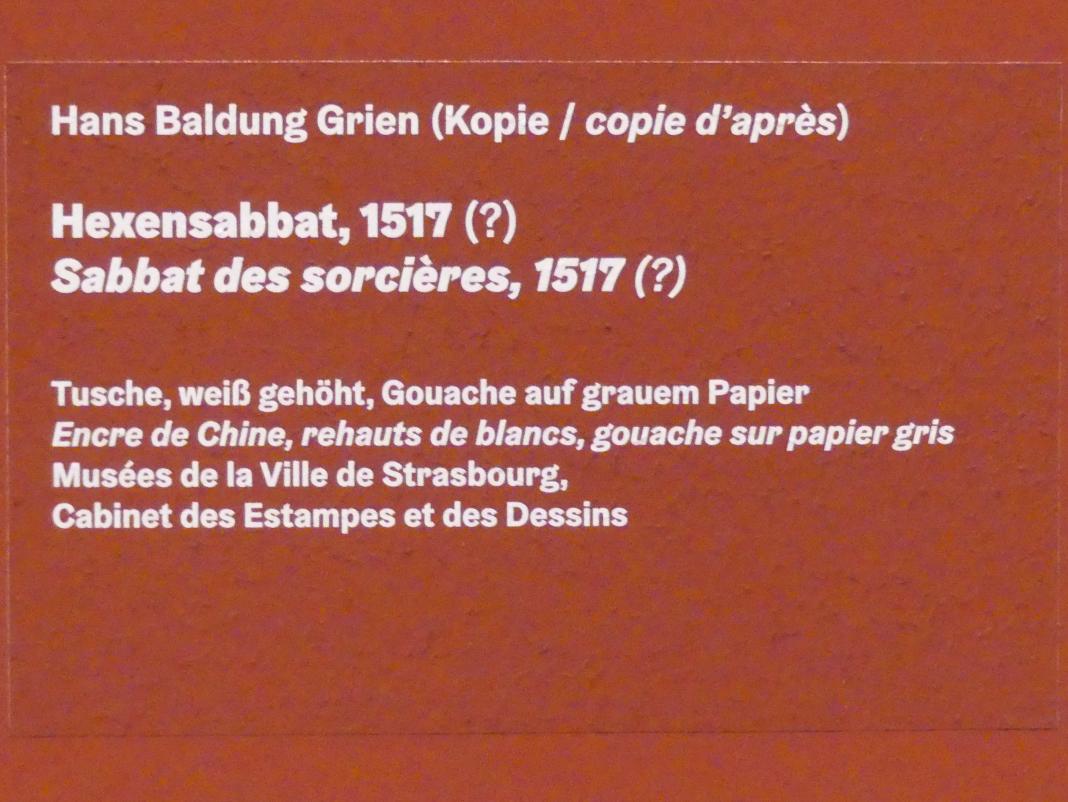 Hans Baldung Grien (Kopie / copie d'après)
Hexensabbat, 1517 (?)
Sabbat des sorcières, 1517 (?)
Tusche, weiß gehöht, Gouache auf grauem Papier
Encre de Chine, rehauts de blancs, gouache sur papier gris
Musées de la Ville de Strasbourg,
Cabinet des Estampes et des Dessins